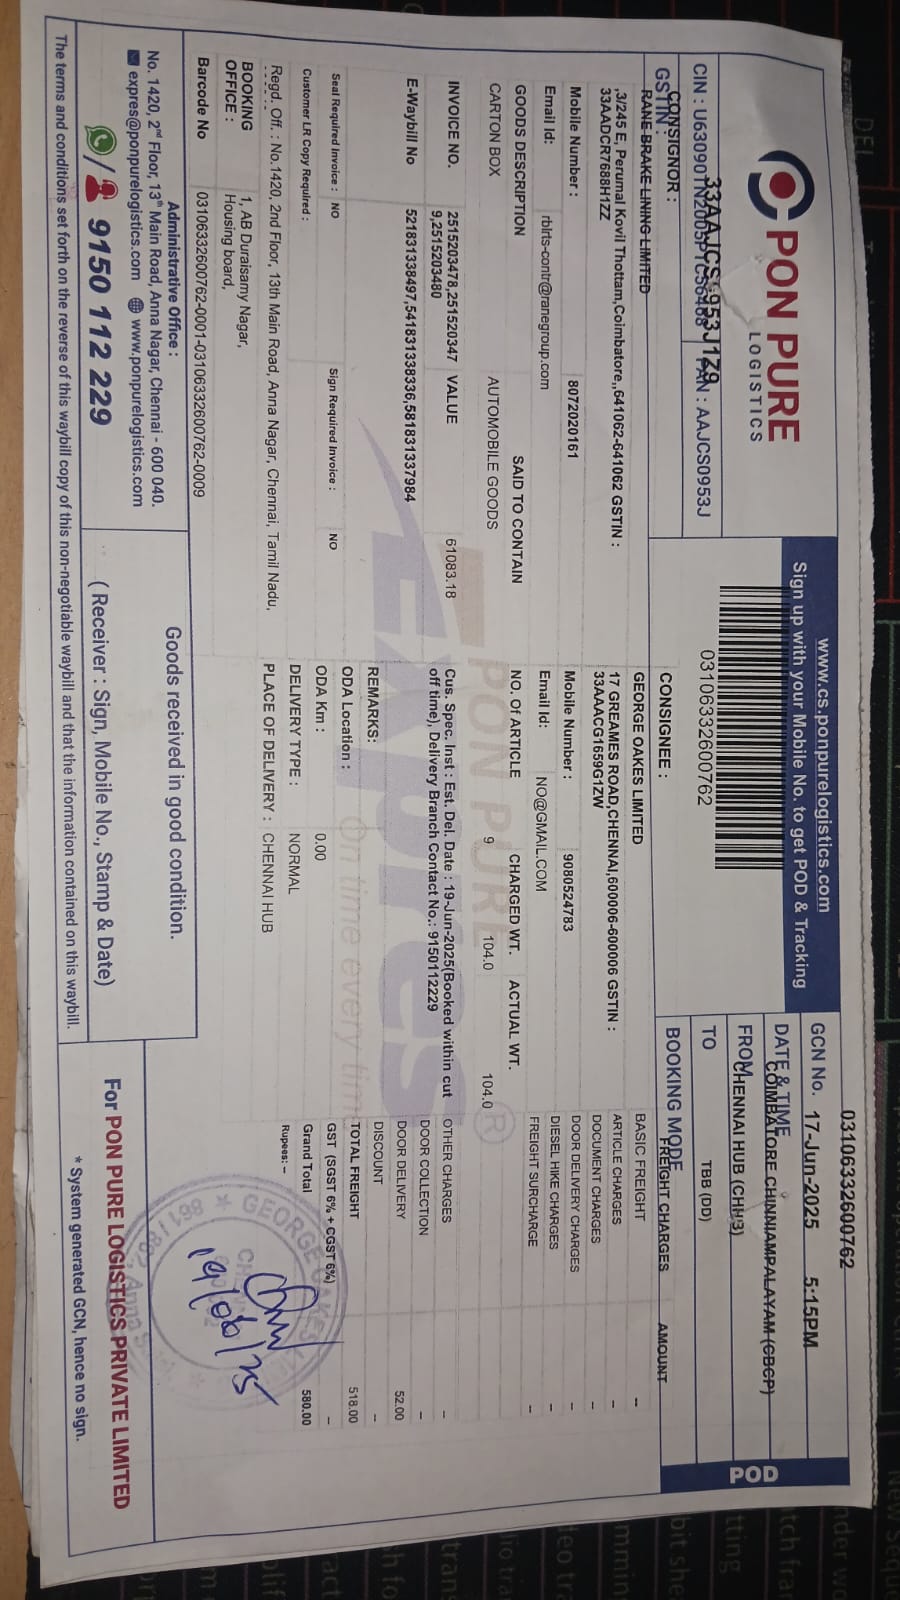 PON PURE
LOGISTICS
www.cs.ponpurelogistics.com
Sign up with your Mobile No. to get POD & Tracking
03106332600762
03106332600762
GCN No. 17-Jun-2025 5:15PM
DATE & TIME
COIMBATORE CHINNIAMPALAYAM (CBCP)
FROM CHENNAI HUB (CHH3)
TO TBB (DD)
BOOKING MODE
POD
CIN : U63090TN2005PTC56488 PAN : AAJCS0953J
33AAJCS0953J1Z9
GSTIN :
CONSIGNOR :
RANE BRAKE LINING LIMITED
,3/245 E, Perumal Kovil Thottam,Coimbatore,,641062-641062 GSTIN :
33AADCR7688H1ZZ
Mobile Number : 8072020161
Email Id: rblrts-contr@ranegroup.com
CONSIGNEE :
GEORGE OAKES LIMITED
17 GREAMES ROAD,CHENNAI,600006-600006 GSTIN :
33AAACG1659G1ZW
Mobile Number : 9080524783
Email Id: NO@GMAIL.COM
GOODS DESCRIPTION SAID TO CONTAIN NO. Of ARTICLE 9 CHARGED WT. ACTUAL WT.
CARTON BOX AUTOMOBILE GOODS 104.0 104.0
INVOICE NO. 2515203478,251520347 VALUE 61083.18
9,2515203480
E-Waybill No 521831338497,541831338336,581831337984
Cus. Spec. Inst : Est. Del. Date : 19-Jun-2025(Booked within cut
off time), Delivery Branch Contact No.: 9150112229
REMARKS:
Seal Required Invoice : NO Sign Required Invoice : NO
Customer LR Copy Required :
ODA Location :
ODA Km : 0.00
DELIVERY TYPE : NORMAL
PLACE OF DELIVERY : CHENNAI HUB
Regd. Off. : No.1420, 2nd Floor, 13th Main Road, Anna Nagar, Chennai, Tamil Nadu,
BOOKING OFFICE :
1, AB Duraisamy Nagar,
Housing board,
Barcode No 03106332600762-0001-03106332600762-0009
FREIGHT CHARGES AMOUNT
BASIC FREIGHT -
ARTICLE CHARGES -
DOCUMENT CHARGES -
DOOR DELIVERY CHARGES -
DIESEL HIKE CHARGES -
FREIGHT SURCHARGE -
OTHER CHARGES -
DOOR COLLECTION -
DOOR DELIVERY 52.00
DISCOUNT -
TOTAL FREIGHT 518.00
GST (SGST 6% + CGST 6%) -
Grand Total 580.00
Rupees: –
PON PURE
EXpres ®
On time every time
GEORGE OAKES
19/06/25
Administrative Office :
No. 1420, 2nd Floor, 13th Main Road, Anna Nagar, Chennai - 600 040.
expres@ponpurelogistics.com www.ponpurelogistics.com
/ 9150 112 229
Goods received in good condition.
( Receiver : Sign, Mobile No., Stamp & Date)
For PON PURE LOGISTICS PRIVATE LIMITED
* System generated GCN, hence no sign.
The terms and conditions set forth on the reverse of this waybill copy of this non-negotiable waybill and that the information contained on this waybill.